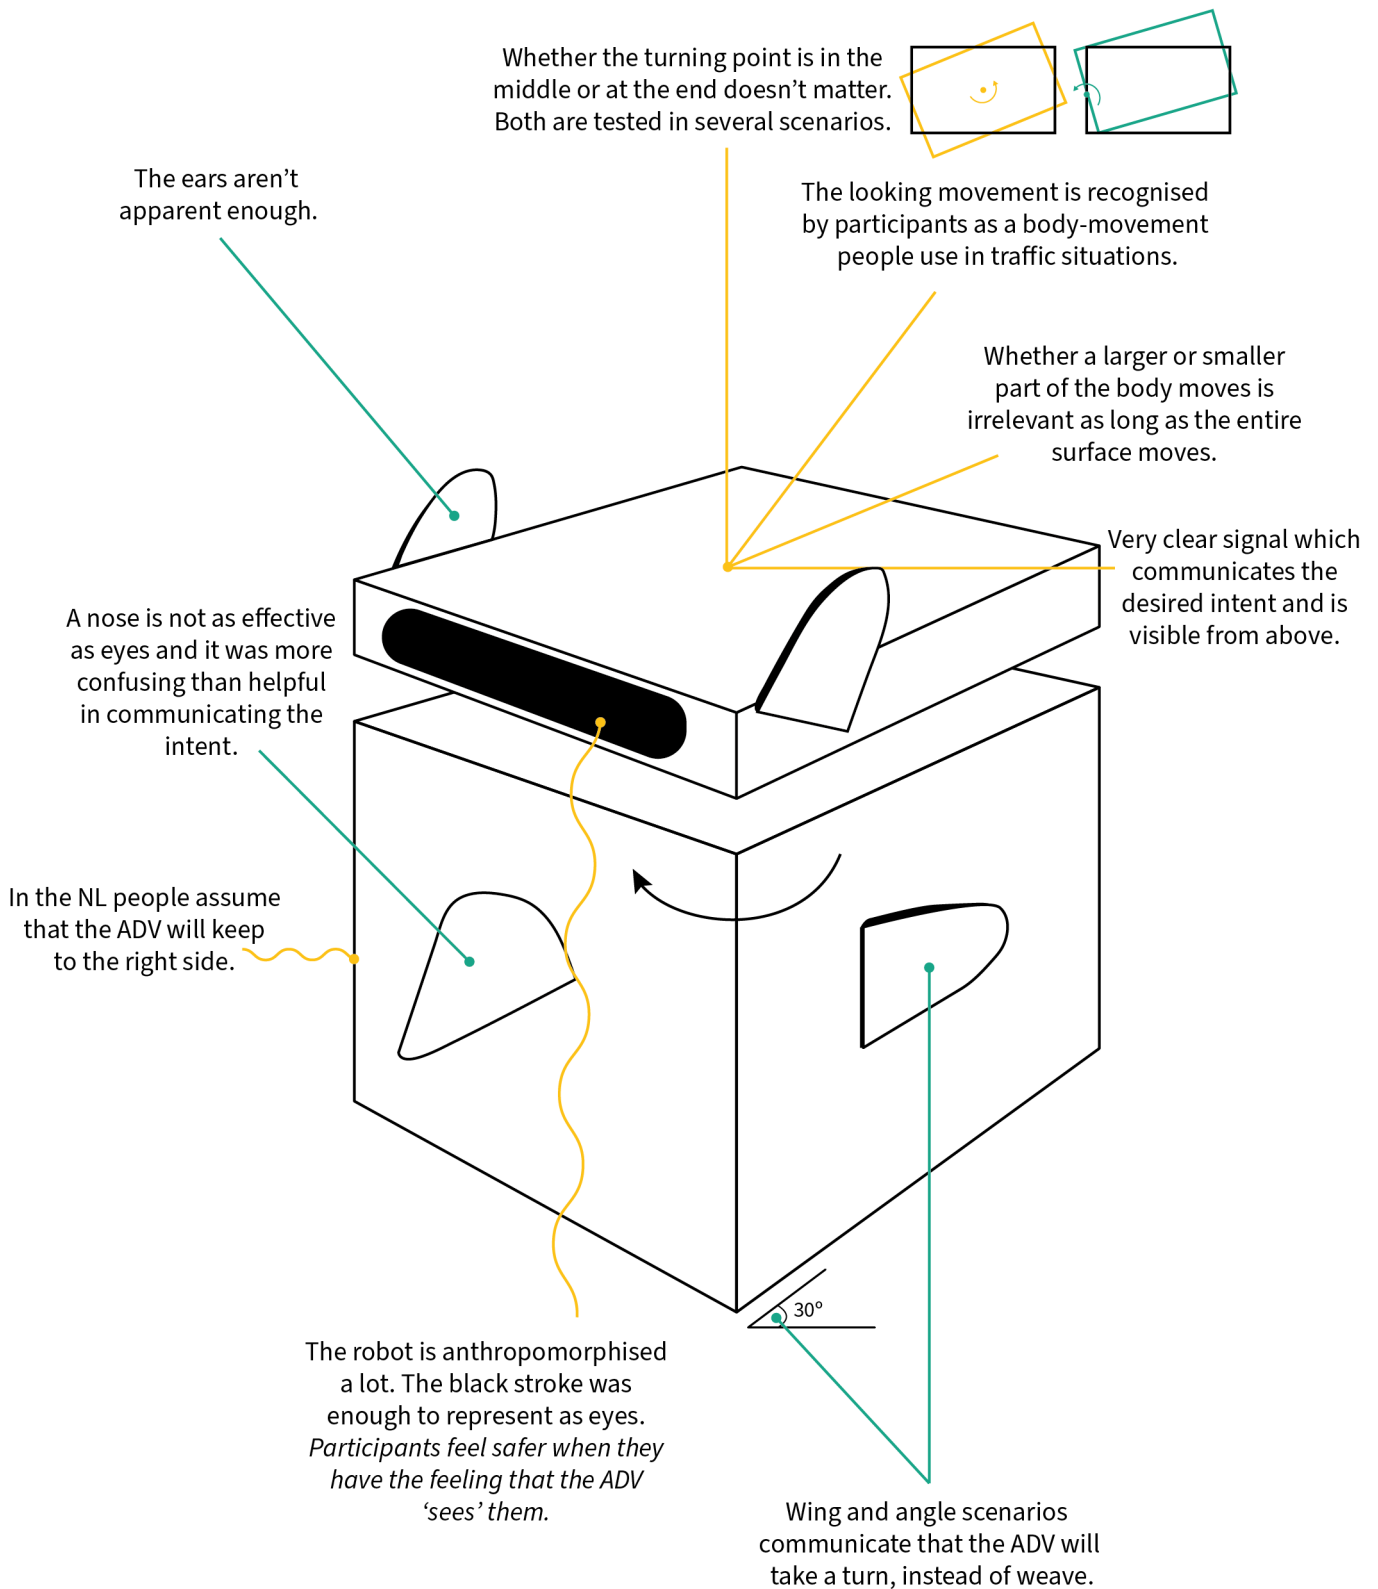 Whether the turning point is in the
middle or at the end doesn’t matter.
Both are tested in several scenarios.
The ears aren’t
apparent enough.
The looking movement is recognised
by participants as a body-movement
people use in traffic situations.
Whether a larger or smaller
part of the body moves is
irrelevant as long as the entire
surface moves.
Very clear signal which
communicates the
desired intent and is
visible from above.
A nose is not as effective
as eyes and it was more
confusing than helpful
in communicating the
intent.
In the NL people assume
that the ADV will keep
to the right side.
30º
The robot is anthropomorphised
a lot. The black stroke was
enough to represent as eyes.
Participants feel safer when they
have the feeling that the ADV
‘sees’ them.
Wing and angle scenarios
communicate that the ADV will
take a turn, instead of weave.